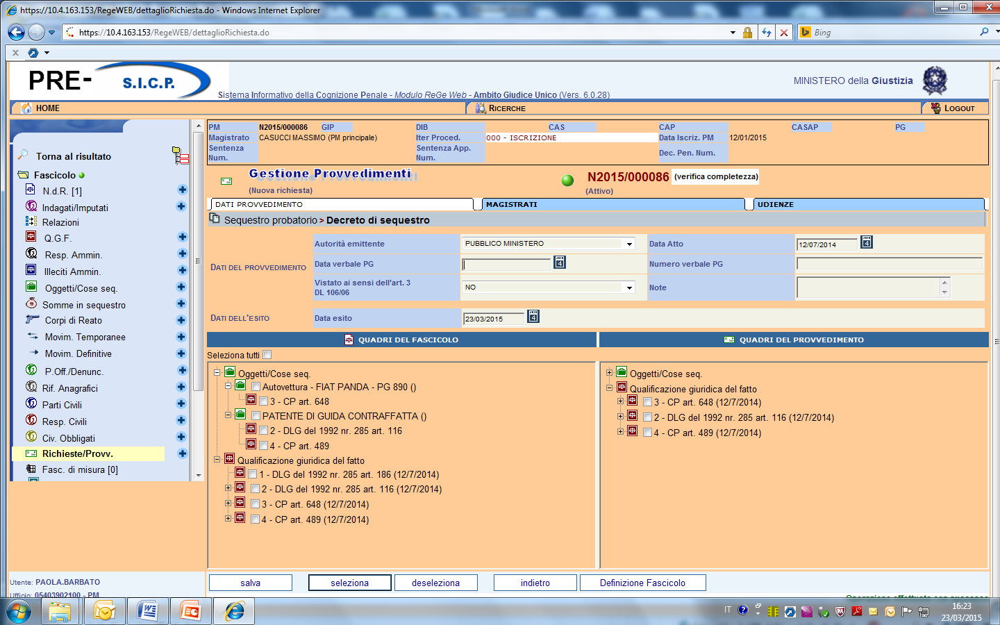 https://10.4.163.153/RegeWEB/dettaglioRichiesta.do - Windows Internet Explorer
https://10.4.163.153/RegeWEB/dettaglioRichiesta.do
Bing
PRE- S.I.C.P.
Sistema Informativo della Cognizione Penale - Modulo ReGe Web - Ambito Giudice Unico (Vers. 6.0.28)
MINISTERO della Giustizia
HOME
RICERCHE
LOGOUT
PM N2015/000086 GIP DIB CAS CAP CASAP PG
Magistrato CASUCCI MASSIMO (PM principale) Iter Proced. 000 - ISCRIZIONE Data Iscriz. PM 12/01/2015
Sentenza Num. Sentenza App. Num. Dec. Pen. Num.
Torna al risultato
Fascicolo
N.d.R. [1]
Indagati/Imputati
Relazioni
Q.G.F.
Resp. Ammin.
Illeciti Ammin.
Oggetti/Cose seq.
Somme in sequestro
Corpi di Reato
Movim. Temporanee
Movim. Definitive
P.Off./Denunc.
Rif. Anagrafici
Parti Civili
Resp. Civili
Civ. Obbligati
Richieste/Provv.
Fasc. di misura [0]
Utente: PAOLA.BARBATO
Ufficio: 05403902100 - PM
Gestione Provvedimenti
(Nuova richiesta)
N2015/000086 (verifica completezza)
(Attivo)
DATI PROVVEDIMENTO
MAGISTRATI
UDIENZE
Sequestro probatorio > Decreto di sequestro
DATI DEL PROVVEDIMENTO
Autorità emittente PUBBLICO MINISTERO Data Atto 12/07/2014
Data verbale PG Numero verbale PG
Vistato ai sensi dell'art. 3 DL 106/06 NO Note
DATI DELL'ESITO Data esito 23/03/2015
QUADRI DEL FASCICOLO
Seleziona tutti
Oggetti/Cose seq.
Autovettura - FIAT PANDA - PG 890 ()
3 - CP art. 648
PATENTE DI GUIDA CONTRAFFATTA ()
2 - DLG del 1992 nr. 285 art. 116
4 - CP art. 489
Qualificazione giuridica del fatto
1 - DLG del 1992 nr. 285 art. 186 (12/7/2014)
2 - DLG del 1992 nr. 285 art. 116 (12/7/2014)
3 - CP art. 648 (12/7/2014)
4 - CP art. 489 (12/7/2014)
QUADRI DEL PROVVEDIMENTO
Oggetti/Cose seq.
Qualificazione giuridica del fatto
3 - CP art. 648 (12/7/2014)
2 - DLG del 1992 nr. 285 art. 116 (12/7/2014)
4 - CP art. 489 (12/7/2014)
salva
seleziona
deseleziona
indietro
Definizione Fascicolo
IT
16:23
23/03/2015